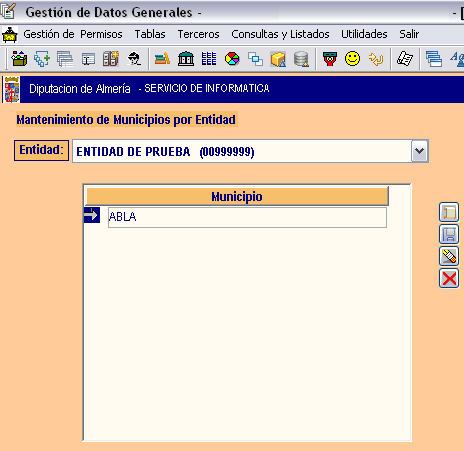 Gestión de Datos Generales -
- [
Gestión de Permisos Tablas Terceros Consultas y Listados Utilidades Salir
Diputacion de Almería - SERVICIO DE INFORMATICA
Mantenimiento de Municipios por Entidad
Entidad: ENTIDAD DE PRUEBA (00999999)
Municipio
ABLA